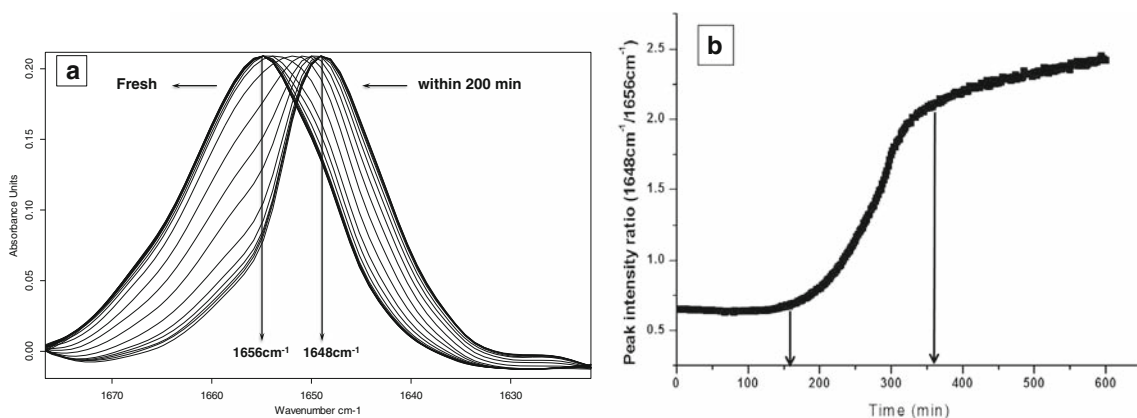 a
Fresh
within 200 min
0.20
0.15
0.10
0.05
0.00
Absorbance Units
1656cm⁻¹ 1648cm⁻¹
1670 1660 1650 1640 1630
Wavenumber cm-1
b
Peak intensity ratio (1648cm⁻¹/1656cm⁻¹)
2.5
2.0
1.5
1.0
0.5
0 100 200 300 400 500 600
Time (min)